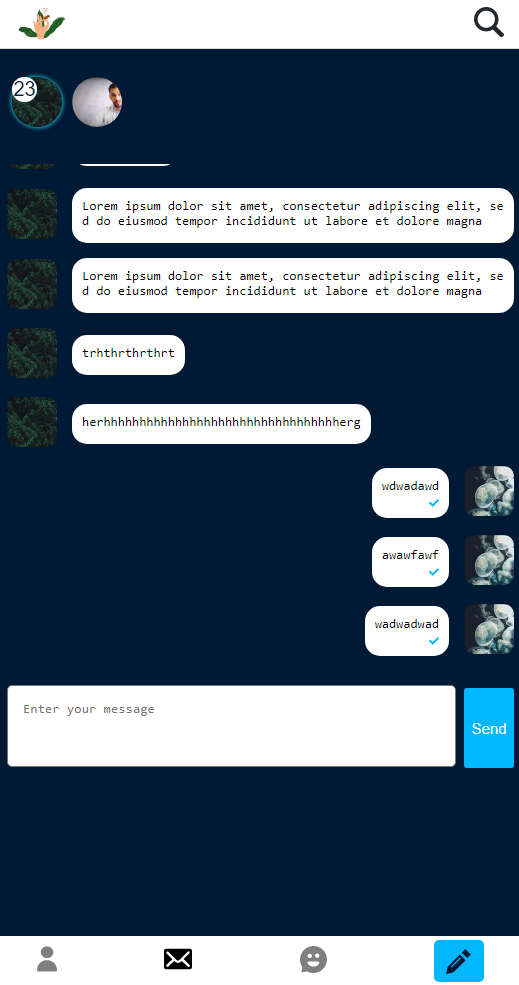 23
Lorem ipsum dolor sit amet, consectetur adipiscing elit, se
d do eiusmod tempor incididunt ut labore et dolore magna
Lorem ipsum dolor sit amet, consectetur adipiscing elit, se
d do eiusmod tempor incididunt ut labore et dolore magna
trhthrthrthrt
herhhhhhhhhhhhhhhhhhhhhhhhhhhhhhhhhhherg
wdwadawd
awawfawf
wadwadwad
Enter your message
Send